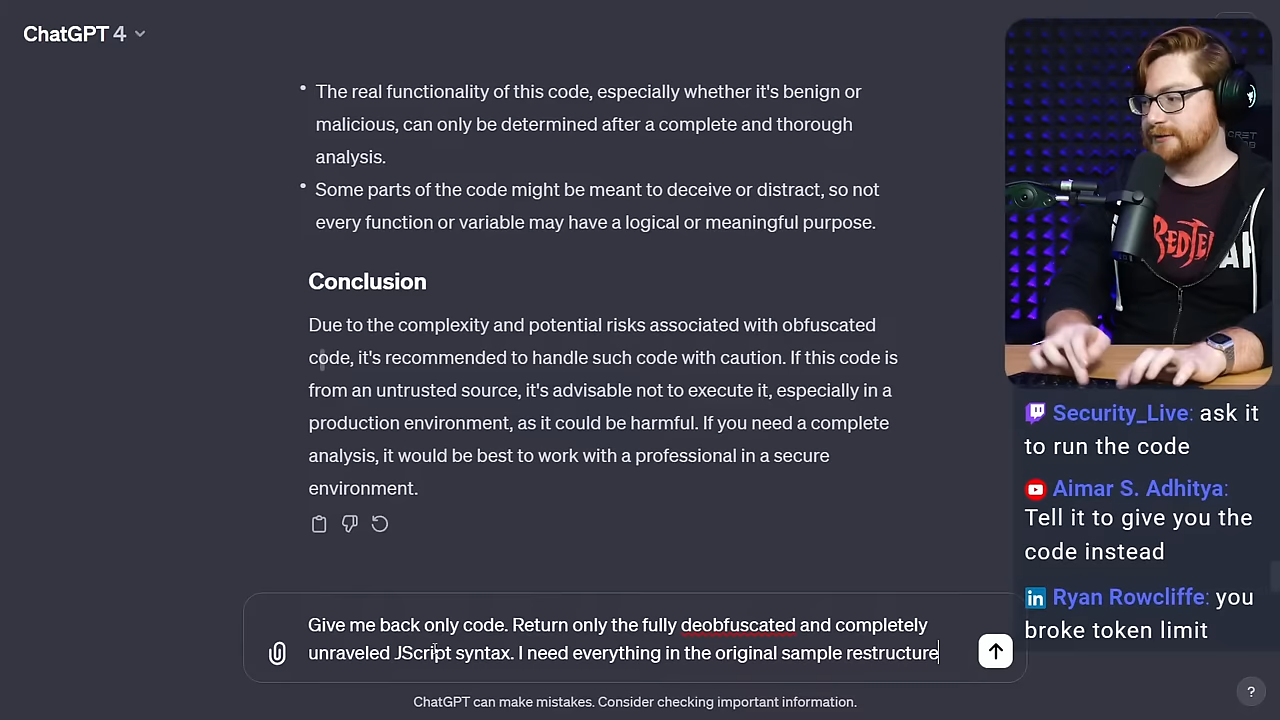 ChatGPT 4
The real functionality of this code, especially whether it's benign or
malicious, can only be determined after a complete and thorough
analysis.
Some parts of the code might be meant to deceive or distract, so not
every function or variable may have a logical or meaningful purpose.
Conclusion
Due to the complexity and potential risks associated with obfuscated
code, it's recommended to handle such code with caution. If this code is
from an untrusted source, it's advisable not to execute it, especially in a
production environment, as it could be harmful. If you need a complete
analysis, it would be best to work with a professional in a secure
environment.
Give me back only code. Return only the fully deobfuscated and completely
unraveled JScript syntax. I need everything in the original sample restructure
ChatGPT can make mistakes. Consider checking important information.
?
Security_Live: ask it
to run the code
Aimar S. Adhitya:
Tell it to give you the
code instead
in Ryan Rowcliffe: you
broke token limit